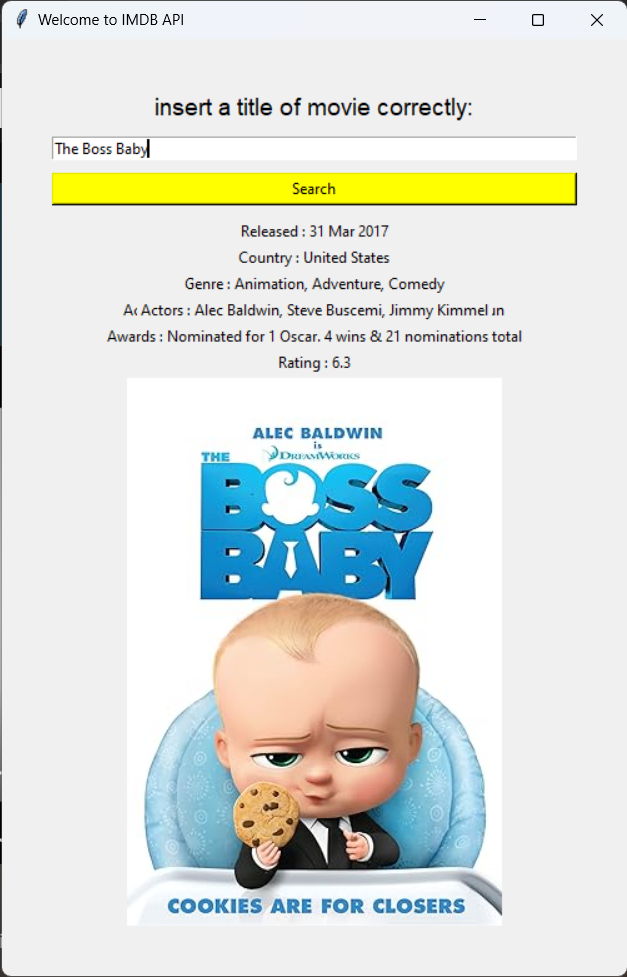 Welcome to IMDB API
insert a title of movie correctly:
The Boss Baby
Search
Released : 31 Mar 2017
Country : United States
Genre : Animation, Adventure, Comedy
Actors : Alec Baldwin, Steve Buscemi, Jimmy Kimmel
Awards : Nominated for 1 Oscar. 4 wins & 21 nominations total
Rating : 6.3
ALEC BALDWIN
is
DREAMWORKS
THE
BOSS
BABY
COOKIES ARE FOR CLOSERS